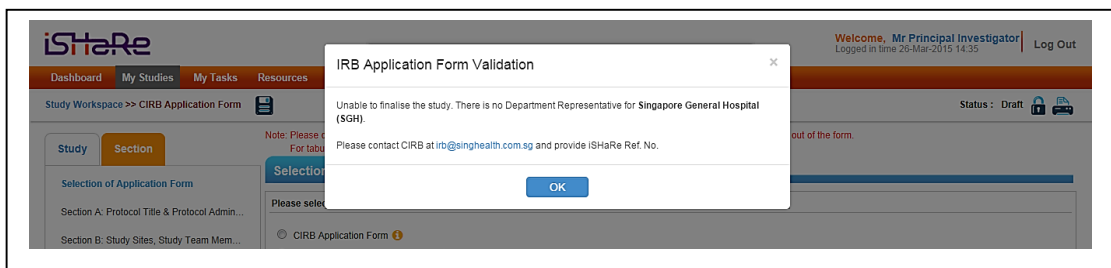 iSHaRe
Welcome, Mr Principal Investigator
Logged in time 26-Mar-2015 14:35
Log Out
Dashboard My Studies My Tasks Resources
Study Workspace >> CIRB Application Form
Status : Draft
IRB Application Form Validation ×
Unable to finalise the study. There is no Department Representative for Singapore General Hospital
(SGH).
Please contact CIRB at irb@singhealth.com.sg and provide iSHaRe Ref. No.
OK
Note: Please
out of the form.
For tabu
Study Section
Selection
Selection of Application Form
Please selec
Section A: Protocol Title & Protocol Admin...
CIRB Application Form
Section B: Study Sites, Study Team Mem...